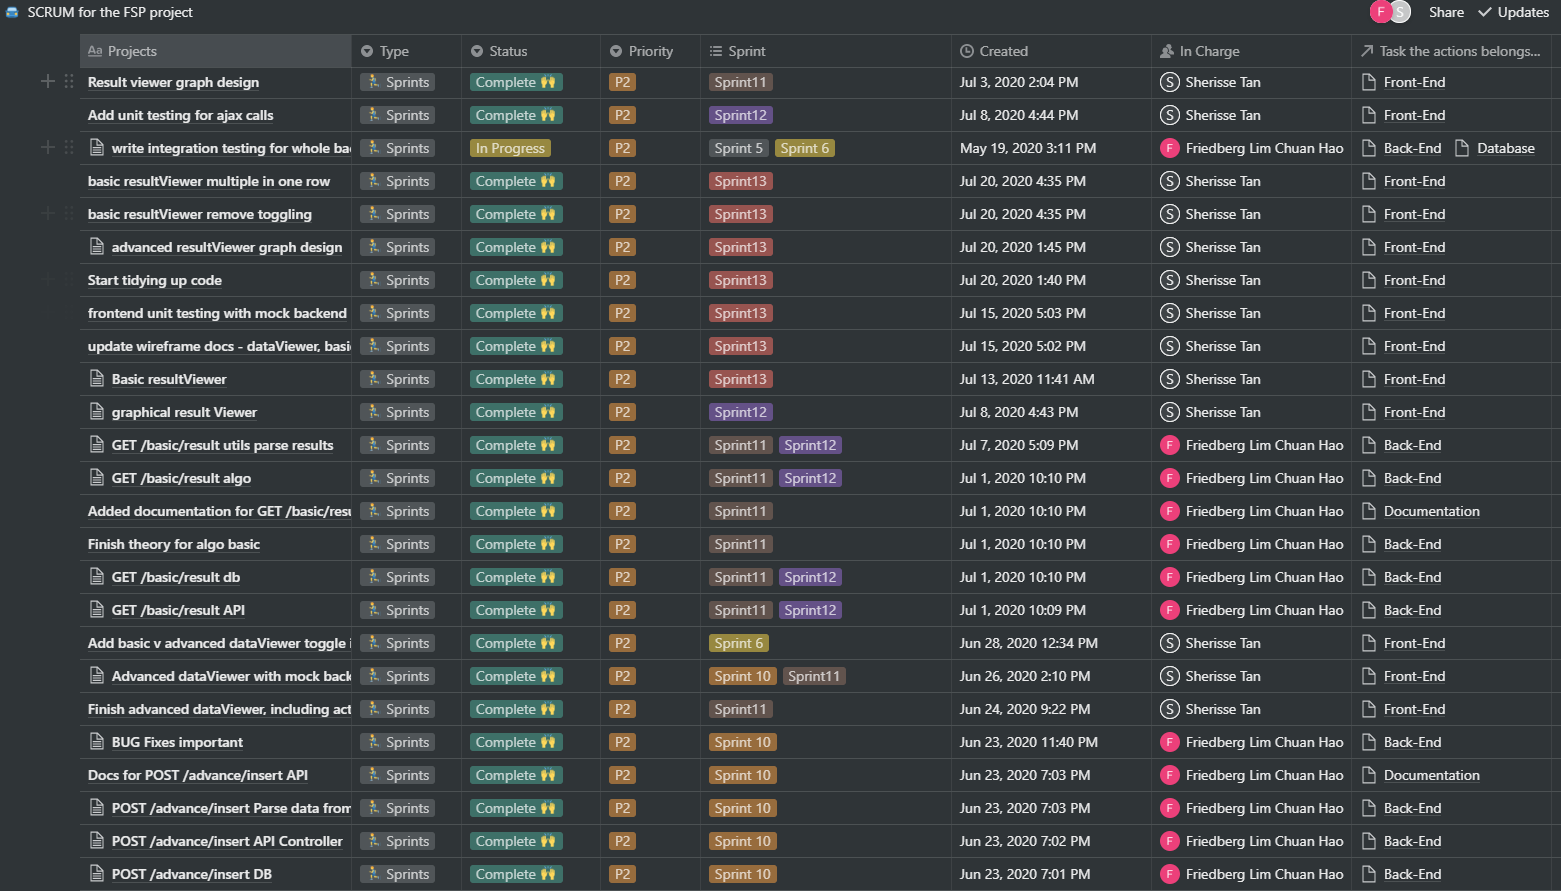 SCRUM for the FSP project F S Share Updates
Aa Projects Type Status Priority Sprint Created In Charge Task the actions belongs...
Result viewer graph design Sprints Complete 🙌 P2 Sprint11 Jul 3, 2020 2:04 PM S Sherisse Tan Front-End
Add unit testing for ajax calls Sprints Complete 🙌 P2 Sprint12 Jul 8, 2020 4:44 PM S Sherisse Tan Front-End
write integration testing for whole bac Sprints In Progress P2 Sprint 5 Sprint 6 May 19, 2020 3:11 PM F Friedberg Lim Chuan Hao Back-End Database
basic resultViewer multiple in one row Sprints Complete 🙌 P2 Sprint13 Jul 20, 2020 4:35 PM S Sherisse Tan Front-End
basic resultViewer remove toggling Sprints Complete 🙌 P2 Sprint13 Jul 20, 2020 4:35 PM S Sherisse Tan Front-End
advanced resultViewer graph design Sprints Complete 🙌 P2 Sprint13 Jul 20, 2020 1:45 PM S Sherisse Tan Front-End
Start tidying up code Sprints Complete 🙌 P2 Sprint13 Jul 20, 2020 1:40 PM S Sherisse Tan Front-End
frontend unit testing with mock backend Sprints Complete 🙌 P2 Sprint13 Jul 15, 2020 5:03 PM S Sherisse Tan Front-End
update wireframe docs - dataViewer, basi Sprints Complete 🙌 P2 Sprint13 Jul 15, 2020 5:02 PM S Sherisse Tan Front-End
Basic resultViewer Sprints Complete 🙌 P2 Sprint13 Jul 13, 2020 11:41 AM S Sherisse Tan Front-End
graphical result Viewer Sprints Complete 🙌 P2 Sprint12 Jul 8, 2020 4:43 PM S Sherisse Tan Front-End
GET /basic/result utils parse results Sprints Complete 🙌 P2 Sprint11 Sprint12 Jul 7, 2020 5:09 PM F Friedberg Lim Chuan Hao Back-End
GET /basic/result algo Sprints Complete 🙌 P2 Sprint11 Sprint12 Jul 1, 2020 10:10 PM F Friedberg Lim Chuan Hao Back-End
Added documentation for GET /basic/resu Sprints Complete 🙌 P2 Sprint11 Jul 1, 2020 10:10 PM F Friedberg Lim Chuan Hao Documentation
Finish theory for algo basic Sprints Complete 🙌 P2 Sprint11 Jul 1, 2020 10:10 PM F Friedberg Lim Chuan Hao Back-End
GET /basic/result db Sprints Complete 🙌 P2 Sprint11 Sprint12 Jul 1, 2020 10:10 PM F Friedberg Lim Chuan Hao Back-End
GET /basic/result API Sprints Complete 🙌 P2 Sprint11 Sprint12 Jul 1, 2020 10:09 PM F Friedberg Lim Chuan Hao Back-End
Add basic v advanced dataViewer toggle i Sprints Complete 🙌 P2 Sprint 6 Jun 28, 2020 12:34 PM S Sherisse Tan Front-End
Advanced dataViewer with mock back Sprints Complete 🙌 P2 Sprint 10 Sprint11 Jun 26, 2020 2:10 PM S Sherisse Tan Front-End
Finish advanced dataViewer, including act Sprints Complete 🙌 P2 Sprint11 Jun 24, 2020 9:22 PM S Sherisse Tan Front-End
BUG Fixes important Sprints Complete 🙌 P2 Sprint 10 Jun 23, 2020 11:40 PM F Friedberg Lim Chuan Hao Back-End
Docs for POST /advance/insert API Sprints Complete 🙌 P2 Sprint 10 Jun 23, 2020 7:03 PM F Friedberg Lim Chuan Hao Documentation
POST /advance/insert Parse data from Sprints Complete 🙌 P2 Sprint 10 Jun 23, 2020 7:03 PM F Friedberg Lim Chuan Hao Back-End
POST /advance/insert API Controller Sprints Complete 🙌 P2 Sprint 10 Jun 23, 2020 7:02 PM F Friedberg Lim Chuan Hao Back-End
POST /advance/insert DB Sprints Complete 🙌 P2 Sprint 10 Jun 23, 2020 7:01 PM F Friedberg Lim Chuan Hao Back-End